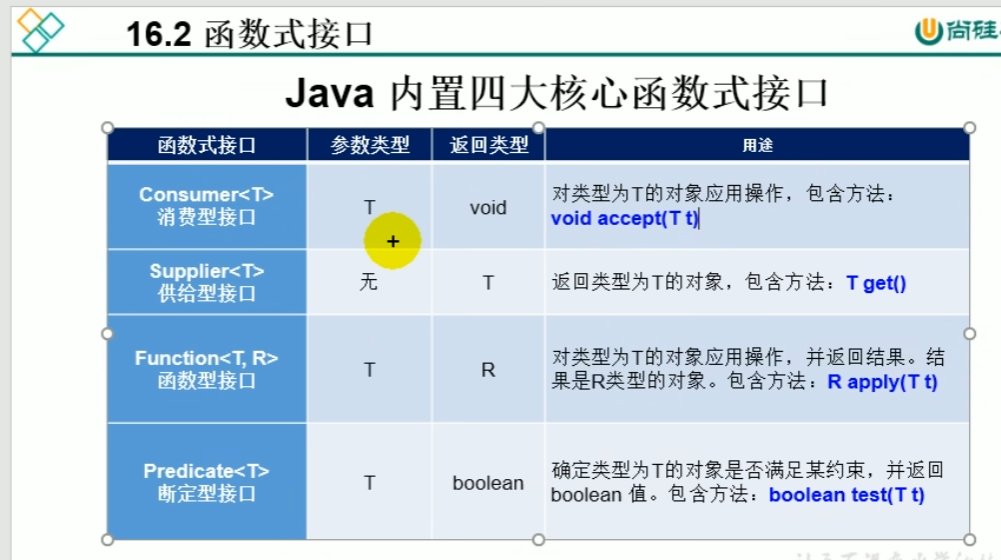 16.2 函数式接口
尚硅
Java 内置四大核心函数式接口
函数式接口
参数类型
返回类型
用途
Consumer<T>
消费型接口
T
void
对类型为T的对象应用操作，包含方法：
void accept(T t)
Supplier<T>
供给型接口
无
T
返回类型为T的对象，包含方法：T get()
Function<T, R>
函数型接口
T
R
对类型为T的对象应用操作，并返回结果。结
果是R类型的对象。包含方法：R apply(T t)
Predicate<T>
断定型接口
T
boolean
确定类型为T的对象是否满足某约束，并返回
boolean 值。包含方法：boolean test(T t)